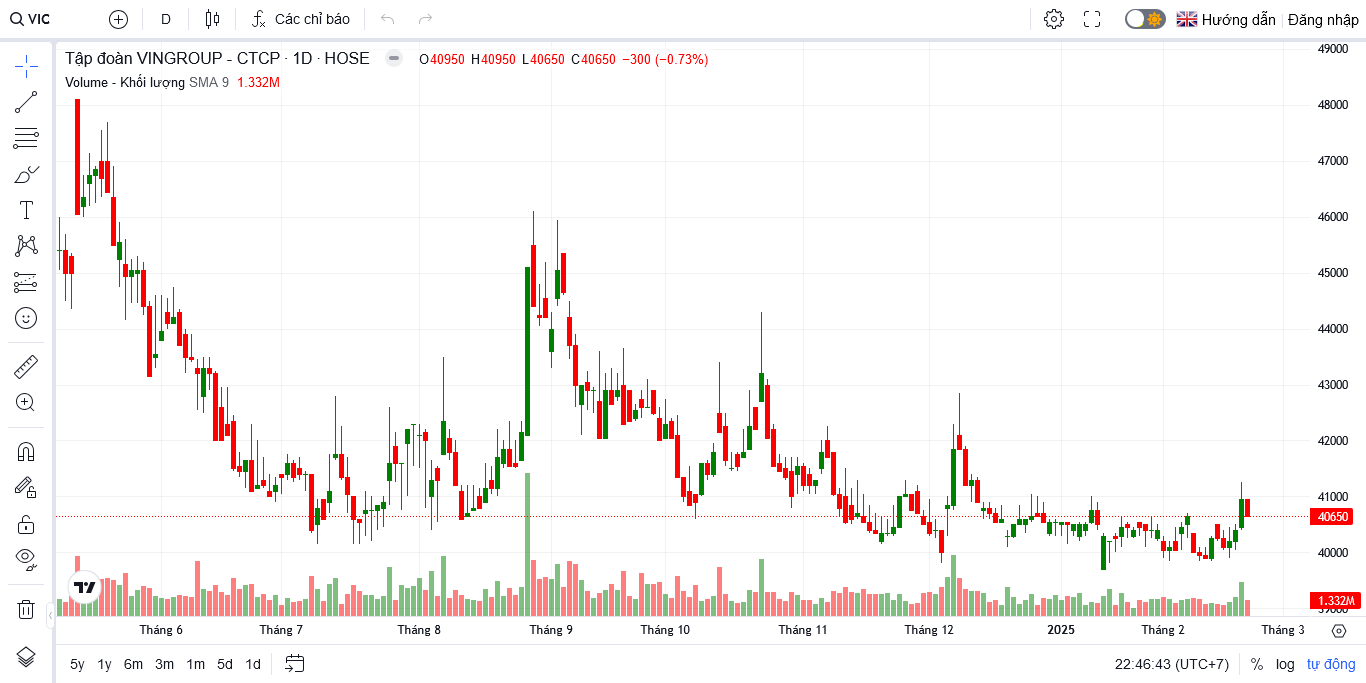 VIC D Các chỉ báo Hướng dẫn Đăng nhập
Tập đoàn VINGROUP - CTCP · 1D · HOSE O40950 H40950 L40650 C40650 −300 (−0.73%)
Volume - Khối lượng SMA 9 1.332M
49000
48000
47000
46000
45000
44000
43000
42000
41000
40650
40000
1.332M
39000
Tháng 6 Tháng 7 Tháng 8 Tháng 9 Tháng 10 Tháng 11 Tháng 12 2025 Tháng 2 Tháng 3
5y 1y 6m 3m 1m 5d 1d 22:46:43 (UTC+7) % log tự động